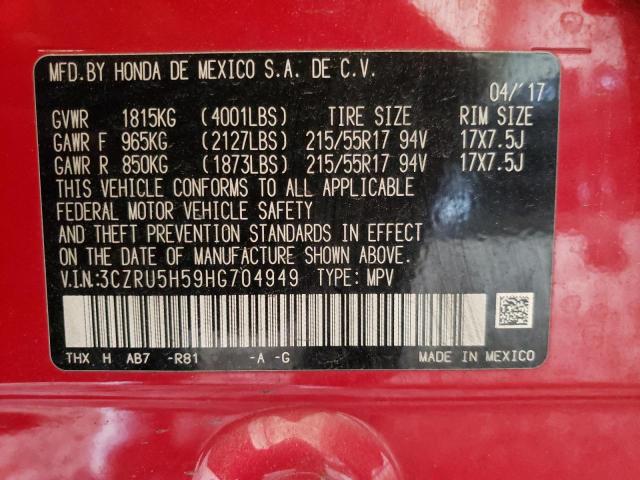 MFD.BY HONDA DE MEXICO S.A. DE C.V.
04/'17
GVWR 1815KG (4001LBS) TIRE SIZE RIM SIZE
GAWR F 965KG (2127LBS) 215/55R17 94V 17X7.5J
GAWR R 850KG (1873LBS) 215/55R17 94V 17X7.5J
THIS VEHICLE CONFORMS TO ALL APPLICABLE
FEDERAL MOTOR VEHICLE SAFETY
AND THEFT PREVENTION STANDARDS IN EFFECT
ON THE DATE OF MANUFACTURE SHOWN ABOVE.
V.I.N:3CZRU5H59HG704949 TYPE: MPV
THX H AB7 -R81 -A -G MADE IN MEXICO